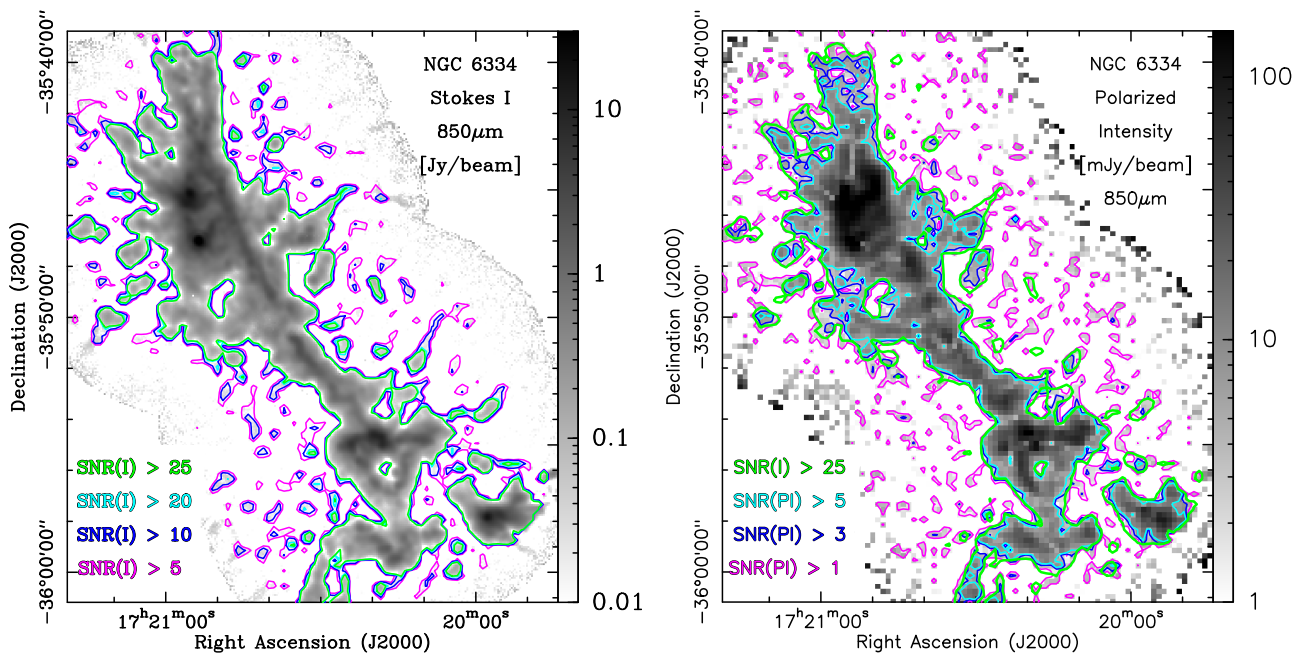 NGC 6334
Stokes I
850μm
[Jy/beam]
SNR(I) > 25
SNR(I) > 20
SNR(I) > 10
SNR(I) > 5
Declination (J2000)
−35°40′00″
−35°50′00″
−36°00′00″
17h21m00s
20m00s
Right Ascension (J2000)
10
1
0.1
0.01
NGC 6334
Polarized
Intensity
[mJy/beam]
850μm
SNR(I) > 25
SNR(PI) > 5
SNR(PI) > 3
SNR(PI) > 1
Declination (J2000)
−35°40′00″
−35°50′00″
−36°00′00″
17h21m00s
20m00s
Right Ascension (J2000)
100
10
1